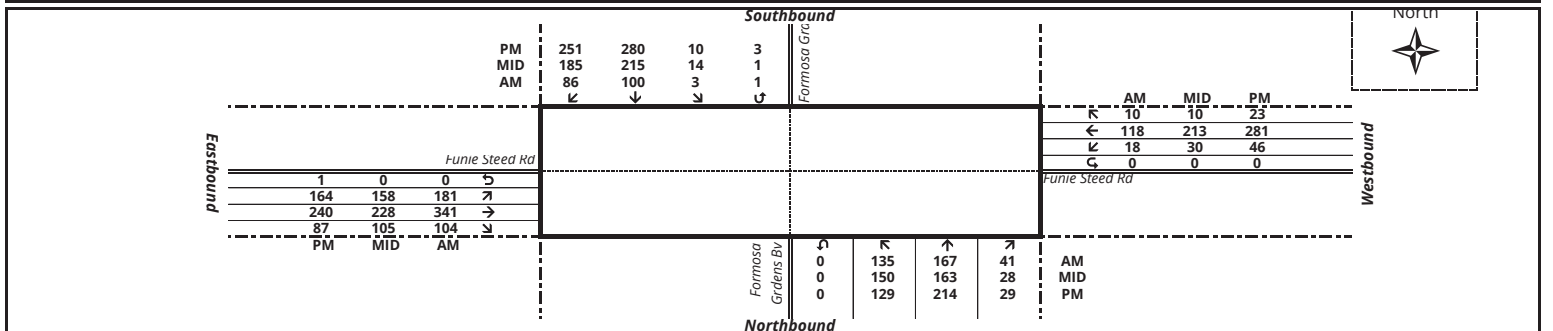 Southbound
North
Formosa Gr
PM 251 280 10 3
MID 185 215 14 1
AM 86 100 3 1
↙ ↓ ↘
AM MID PM
↖ 10 10 23
← 118 213 281
↙ 18 30 46
0 0 0
Westbound
Eastbound
Funie Steed Rd
Funie Steed Rd
1 0 0
164 158 181 ↗
240 228 341 →
87 105 104 ↘
PM MID AM
Formosa
Grdens Bv
↖ ↑ ↗
0 135 167 41 AM
0 150 163 28 MID
0 129 214 29 PM
Northbound